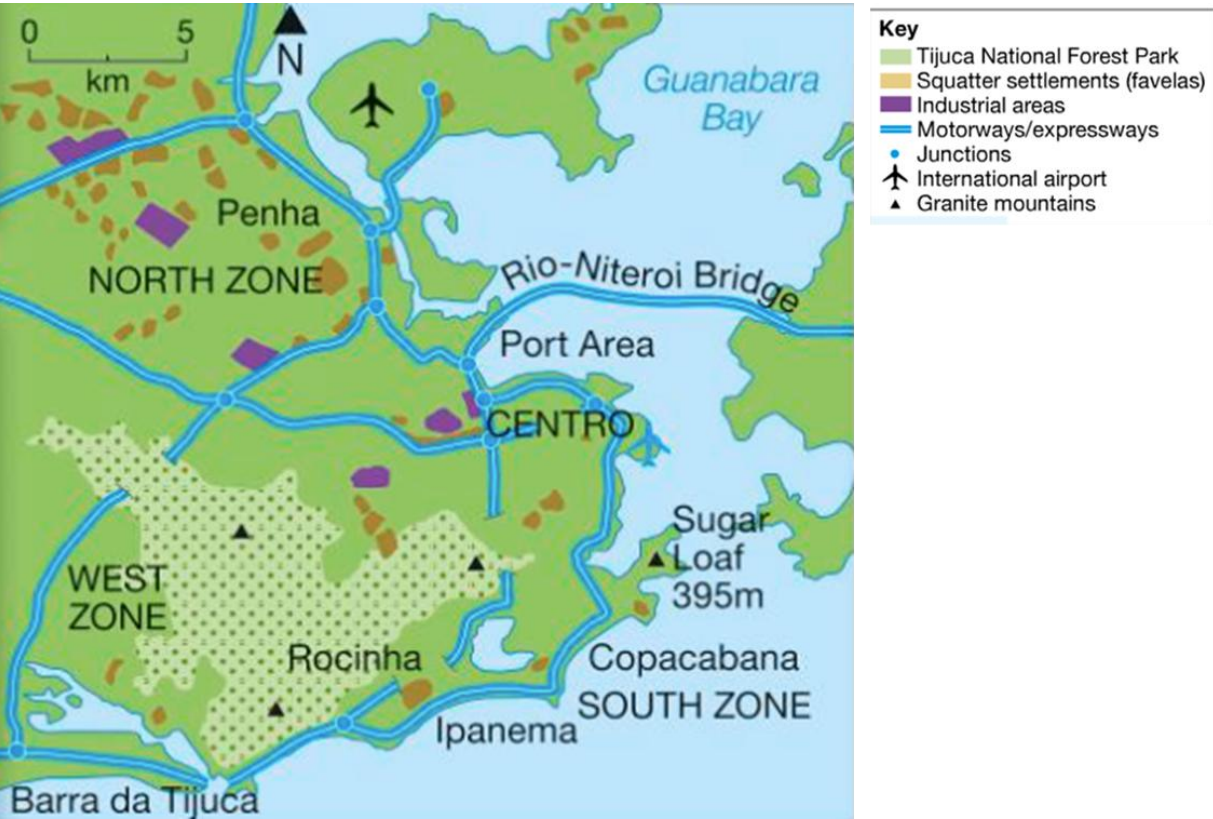 0 5
km
N
Guanabara
Bay
Penha
NORTH ZONE
Rio-Niteroi Bridge
Port Area
CENTRO
Sugar
Loaf
395m
WEST
ZONE
Rocinha
Copacabana
SOUTH ZONE
Ipanema
Barra da Tijuca
Key
Tijuca National Forest Park
Squatter settlements (favelas)
Industrial areas
Motorways/expressways
Junctions
International airport
Granite mountains